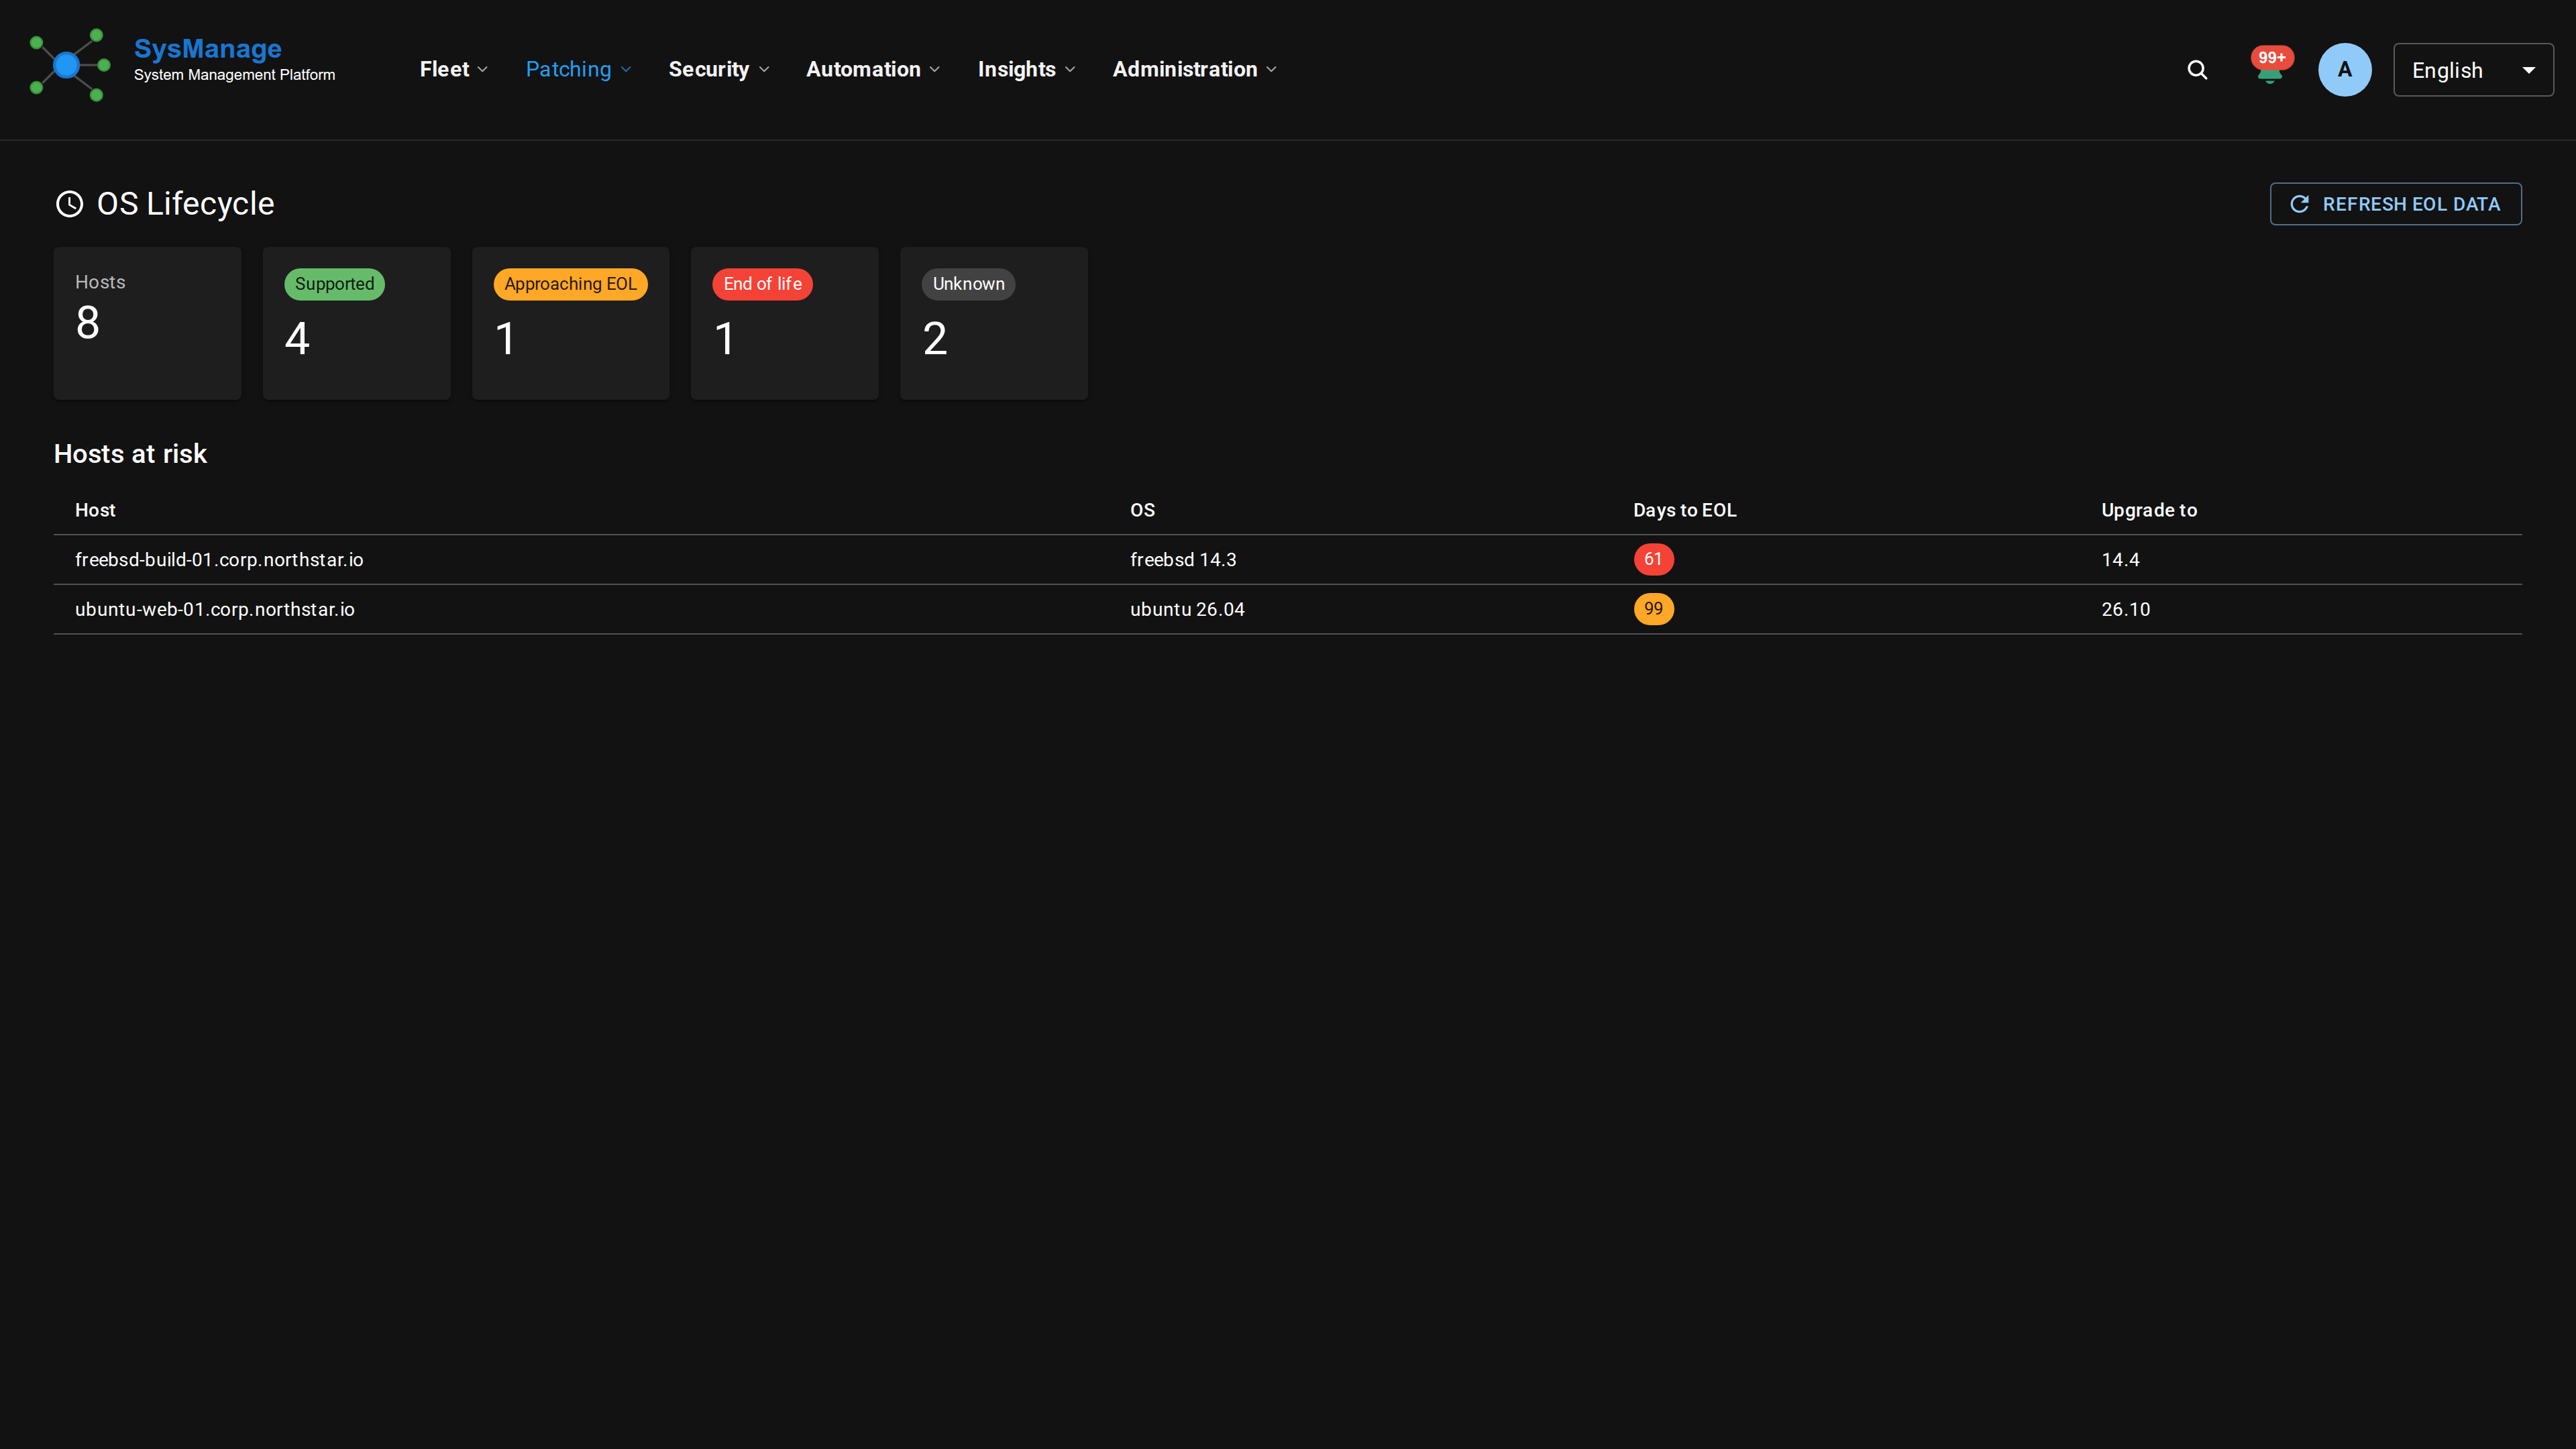 SysManage
System Management Platform
Fleet
Patching
Security
Automation
Insights
Administration
99+
A
English
OS Lifecycle
REFRESH EOL DATA
Hosts
8
Supported
4
Approaching EOL
1
End of life
1
Unknown
2
Hosts at risk
Host OS Days to EOL Upgrade to
freebsd-build-01.corp.northstar.io freebsd 14.3 61 14.4
ubuntu-web-01.corp.northstar.io ubuntu 26.04 99 26.10